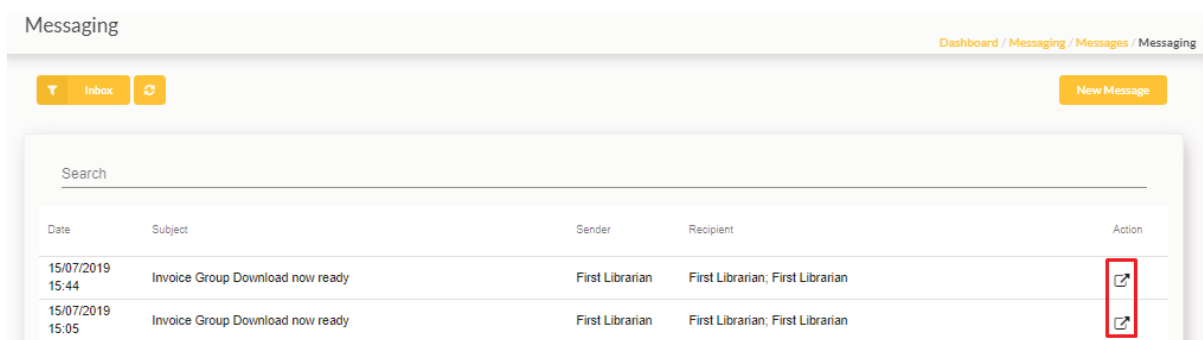 Messaging
Dashboard / Messaging / Messages / Messaging
Inbox
New Message
Search
Date Subject Sender Recipient Action
15/07/2019 15:44 Invoice Group Download now ready First Librarian First Librarian; First Librarian
15/07/2019 15:05 Invoice Group Download now ready First Librarian First Librarian; First Librarian